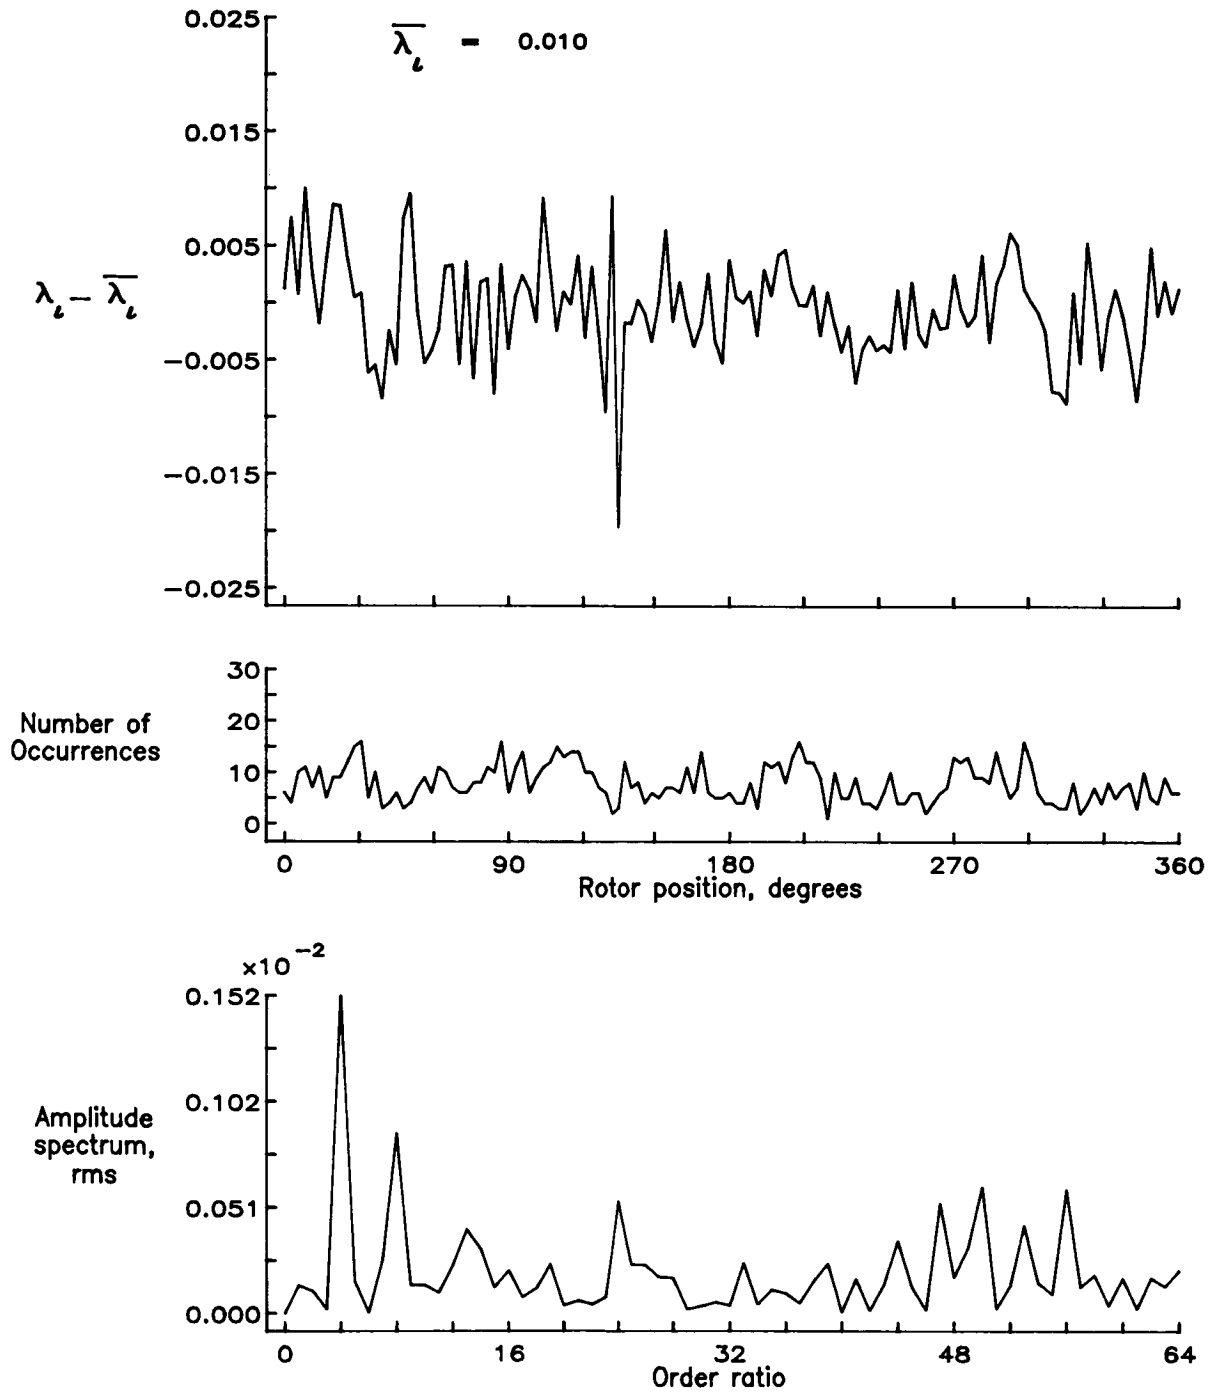 λ̅ι = 0.010
0.025
0.015
0.005
−0.005
−0.015
−0.025
λι − λ̅ι
30
20
10
0
Number of
Occurrences
0 90 180 270 360
Rotor position, degrees
×10⁻²
0.152
0.102
0.051
0.000
Amplitude
spectrum,
rms
0 16 32 48 64
Order ratio